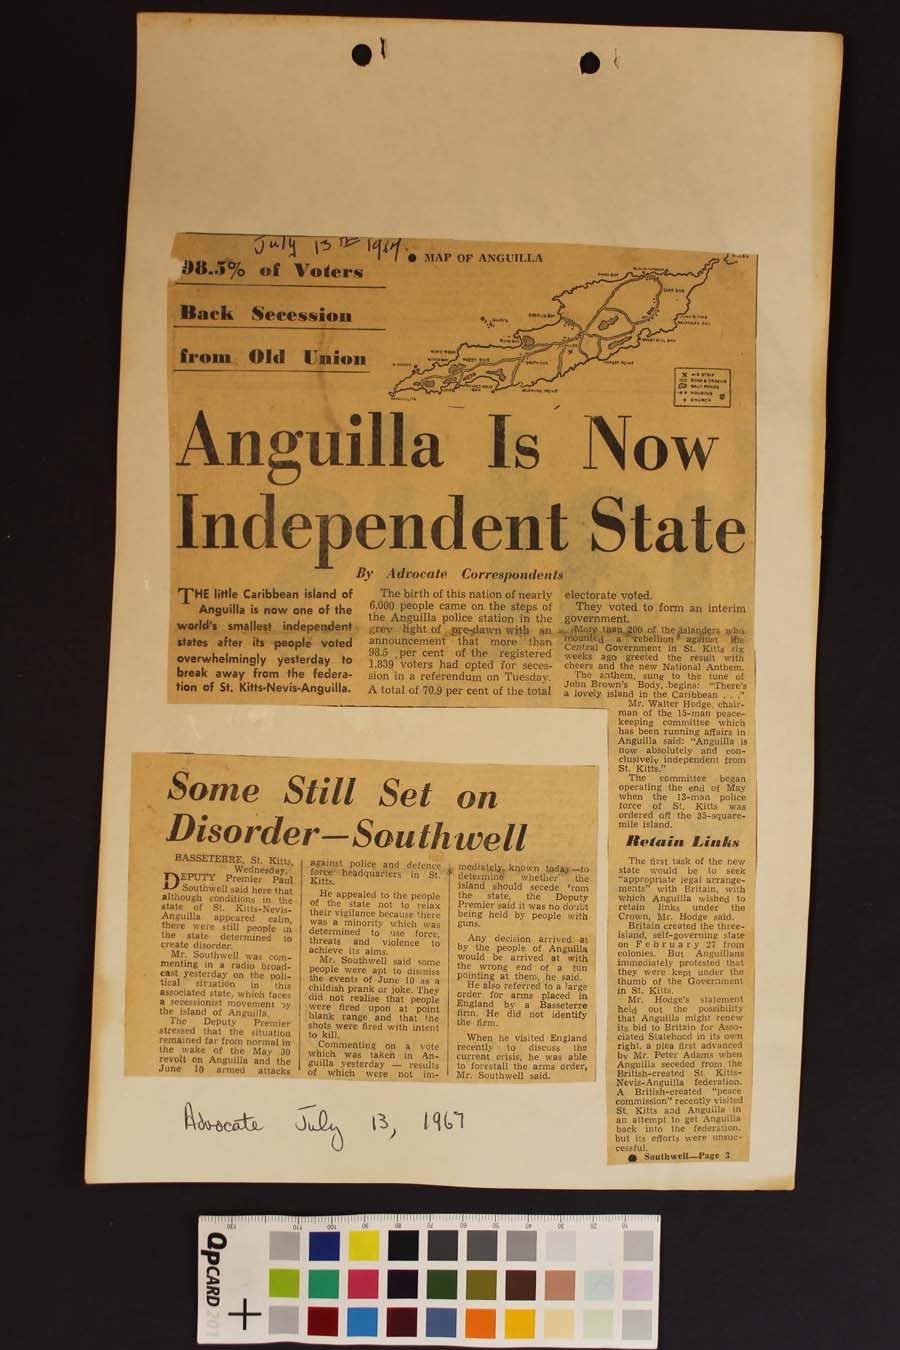 July 13TH 1967.
98.5% of Voters
Back Secession
from Old Union
● MAP OF ANGUILLA
AIR STRIP
ROAD & TRACKS
SALT PONDS
HOUSING
CHURCH
Anguilla Is Now
Independent State
By Advocate Correspondents
THE little Caribbean island of
Anguilla is now one of the
world's smallest independent
states after its people voted
overwhelmingly yesterday to
break away from the federa-
tion of St. Kitts-Nevis-Anguilla.
The birth of this nation of nearly
6,000 people came on the steps of
the Anguilla police station in the
grey light of pre-dawn with an
announcement that more than
98.5 per cent of the registered
1,839 voters had opted for seces-
sion in a referendum on Tuesday.
A total of 70.9 per cent of the total
electorate voted.
They voted to form an interim
government.
More than 200 of the islanders who
mounted a "rebellion" against the
Central Government in St. Kitts six
weeks ago greeted the result with
cheers and the new National Anthem.
The anthem, sung to the tune of
John Brown's Body, begins: "There's
a lovely island in the Caribbean . . ."
Mr. Walter Hodge, chair-
man of the 15-man peace-
keeping committee which
has been running affairs in
Anguilla said: "Anguilla is
now absolutely and con-
clusively independent from
St. Kitts."
The committee began
operating the end of May
when the 13-man police
force of St. Kitts was
ordered off the 35-square-
mile island.
Retain Links
The first task of the new
state would be to seek
"appropriate legal arrange-
ments" with Britain, with
which Anguilla wished to
retain links under the
Crown, Mr. Hodge said.
Britain created the three-
island, self-governing state
on February 27 from
colonies. But Anguillans
immediately protested that
they were kept under the
thumb of the Government
in St. Kitts.
Mr. Hodge's statement
held out the possibility
that Anguilla might renew
its bid to Britain for Asso-
ciated Statehood in its own
right, a plea first advanced
by Mr. Peter Adams when
Anguilla seceded from the
British-created St. Kitts-
Nevis-Anguilla federation.
A British-created "peace
commission" recently visited
St. Kitts and Anguilla in
an attempt to get Anguilla
back into the federation,
but its efforts were unsuc-
cessful.
● Southwell—Page 3
Some Still Set on
Disorder—Southwell
BASSETERRE, St. Kitts,
Wednesday.
DEPUTY Premier Paul
Southwell said here that
although conditions in the
state of St. Kitts-Nevis-
Anguilla appeared calm,
there were still people in
the state determined to
create disorder.
Mr. Southwell was com-
menting in a radio broad-
cast yesterday on the poli-
tical situation in this
associated state, which faces
a secessionist movement by
the island of Anguilla.
The Deputy Premier
stressed that the situation
remained far from normal in
the wake of the May 30
revolt on Anguilla and the
June 10 armed attacks
against police and defence
force headquarters in St.
Kitts.
He appealed to the people
of the state not to relax
their vigilance because there
was a minority which was
determined to use force,
threats and violence to
achieve its aims.
Mr. Southwell said some
people were apt to dismiss
the events of June 10 as a
childish prank or joke. They
did not realise that people
were fired upon at point
blank range and that the
shots were fired with intent
to kill.
Commenting on a vote
which was taken in An-
guilla yesterday — results
of which were not im-
mediately known today—to
determine whether the
island should secede from
the state, the Deputy
Premier said it was no doubt
being held by people with
guns.
Any decision arrived at
by the people of Anguilla
would be arrived at with
the wrong end of a gun
pointing at them, he said.
He also referred to a large
order for arms placed in
England by a Basseterre
firm. He did not identify
the firm.
When he visited England
recently to discuss the
current crisis, he was able
to forestall the arms order,
Mr. Southwell said.
Advocate July 13, 1967
QPCARD 201